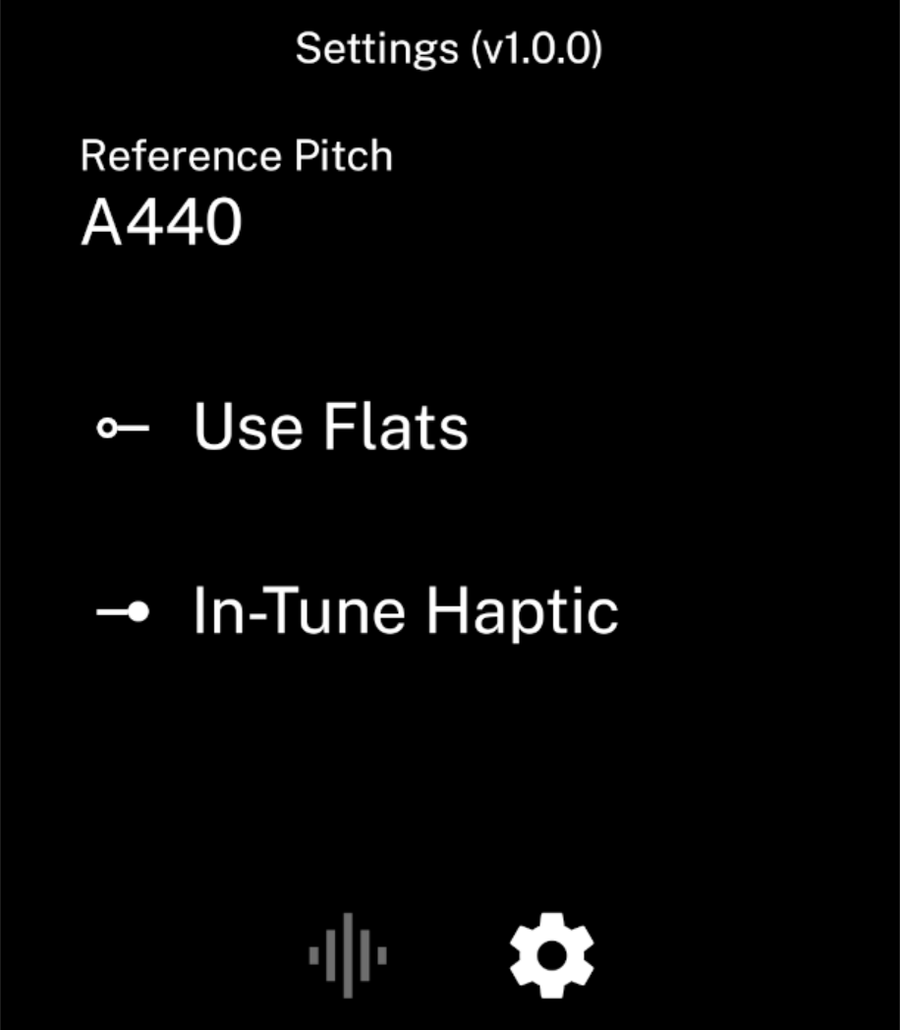 Settings (v1.0.0)
Reference Pitch
A440
Use Flats
In-Tune Haptic